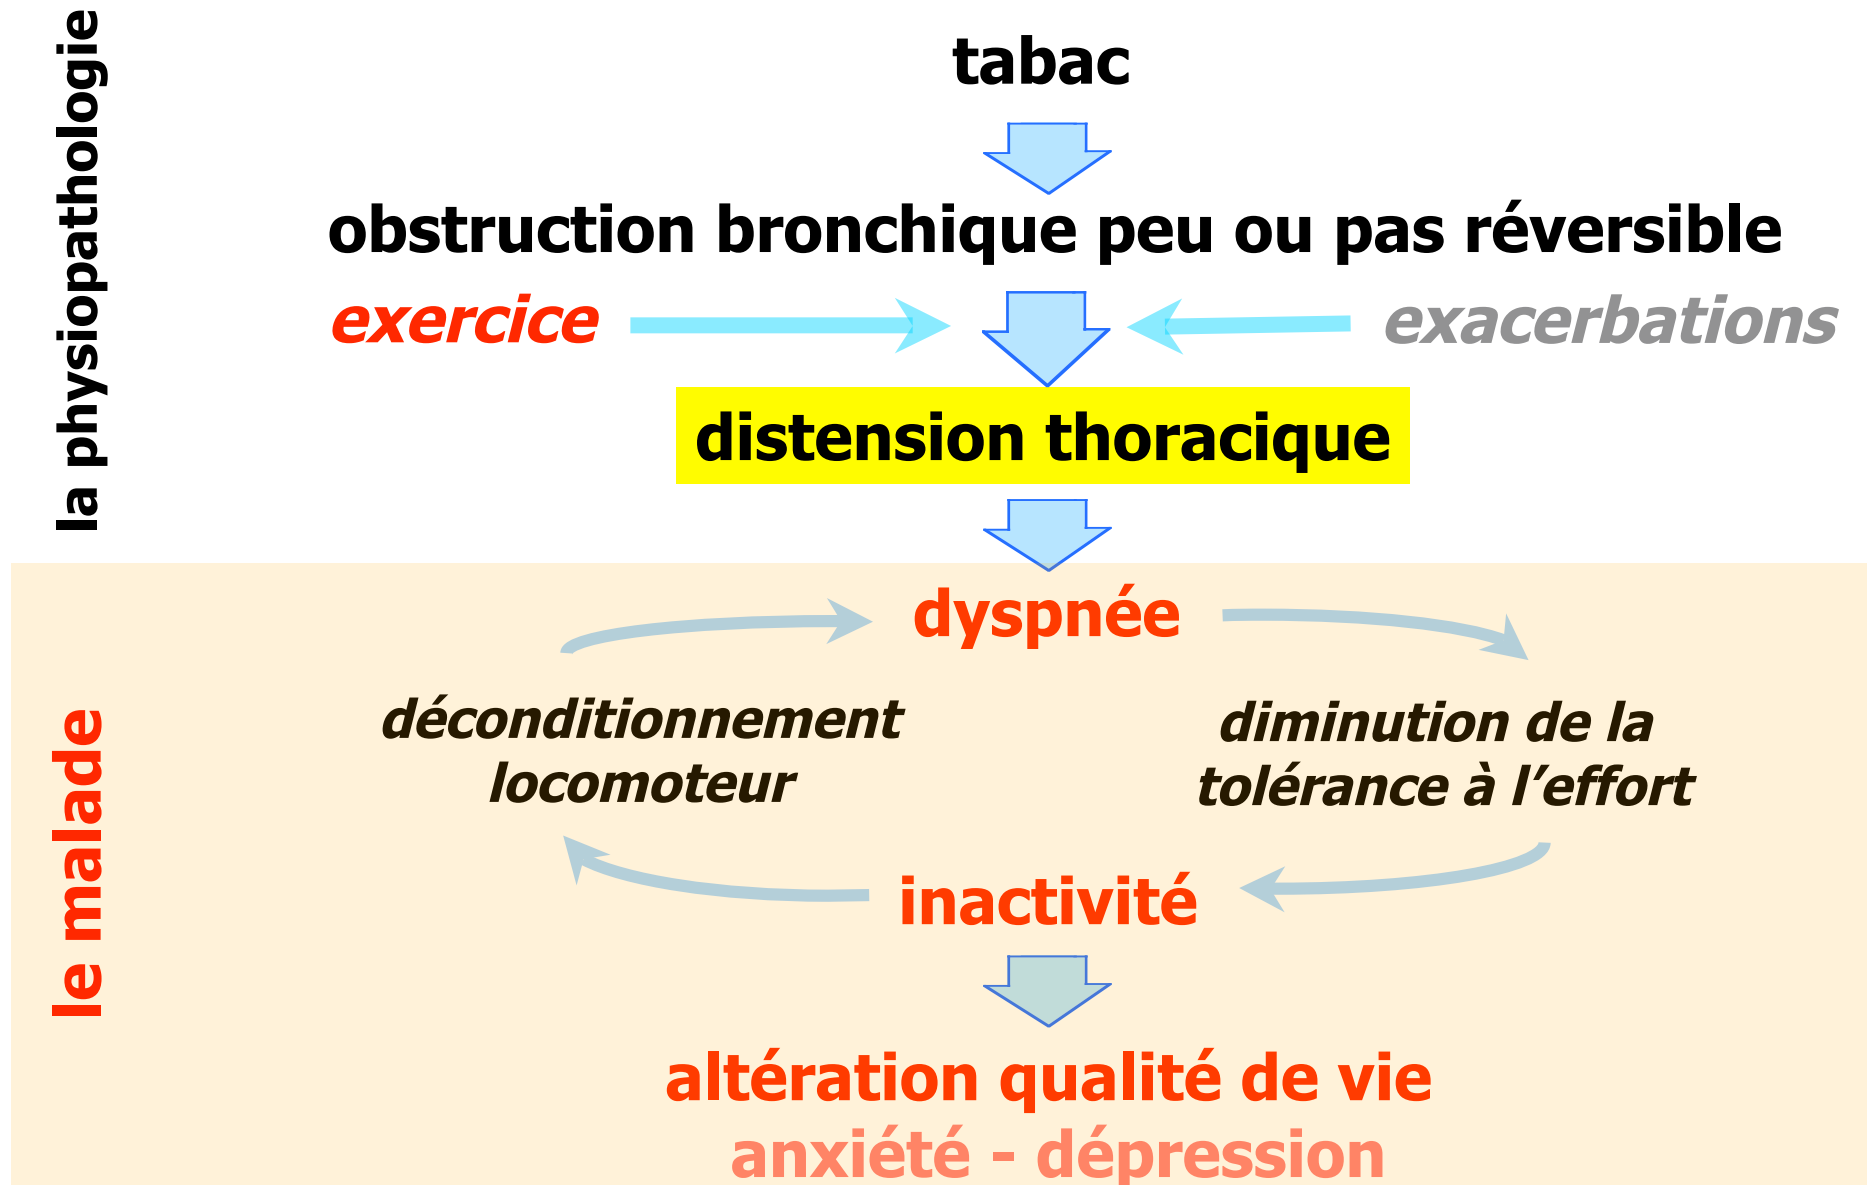 la physiopathologie
tabac
obstruction bronchique peu ou pas réversible
exercice
exacerbations
distension thoracique
le malade
dyspnée
déconditionnement
locomoteur
diminution de la
tolérance à l’effort
inactivité
altération qualité de vie
anxiété - dépression